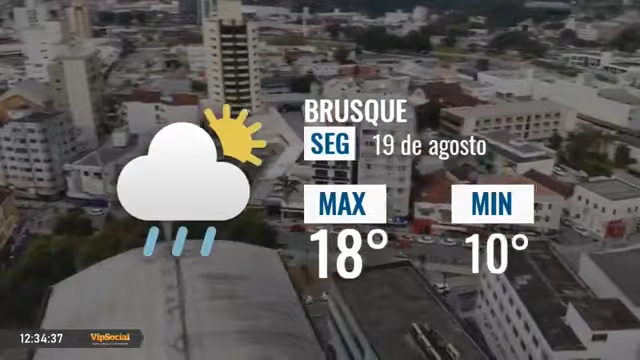 BRUSQUE
SEG 19 de agosto
MAX MIN
18° 10°
12:34:37 VipSocial